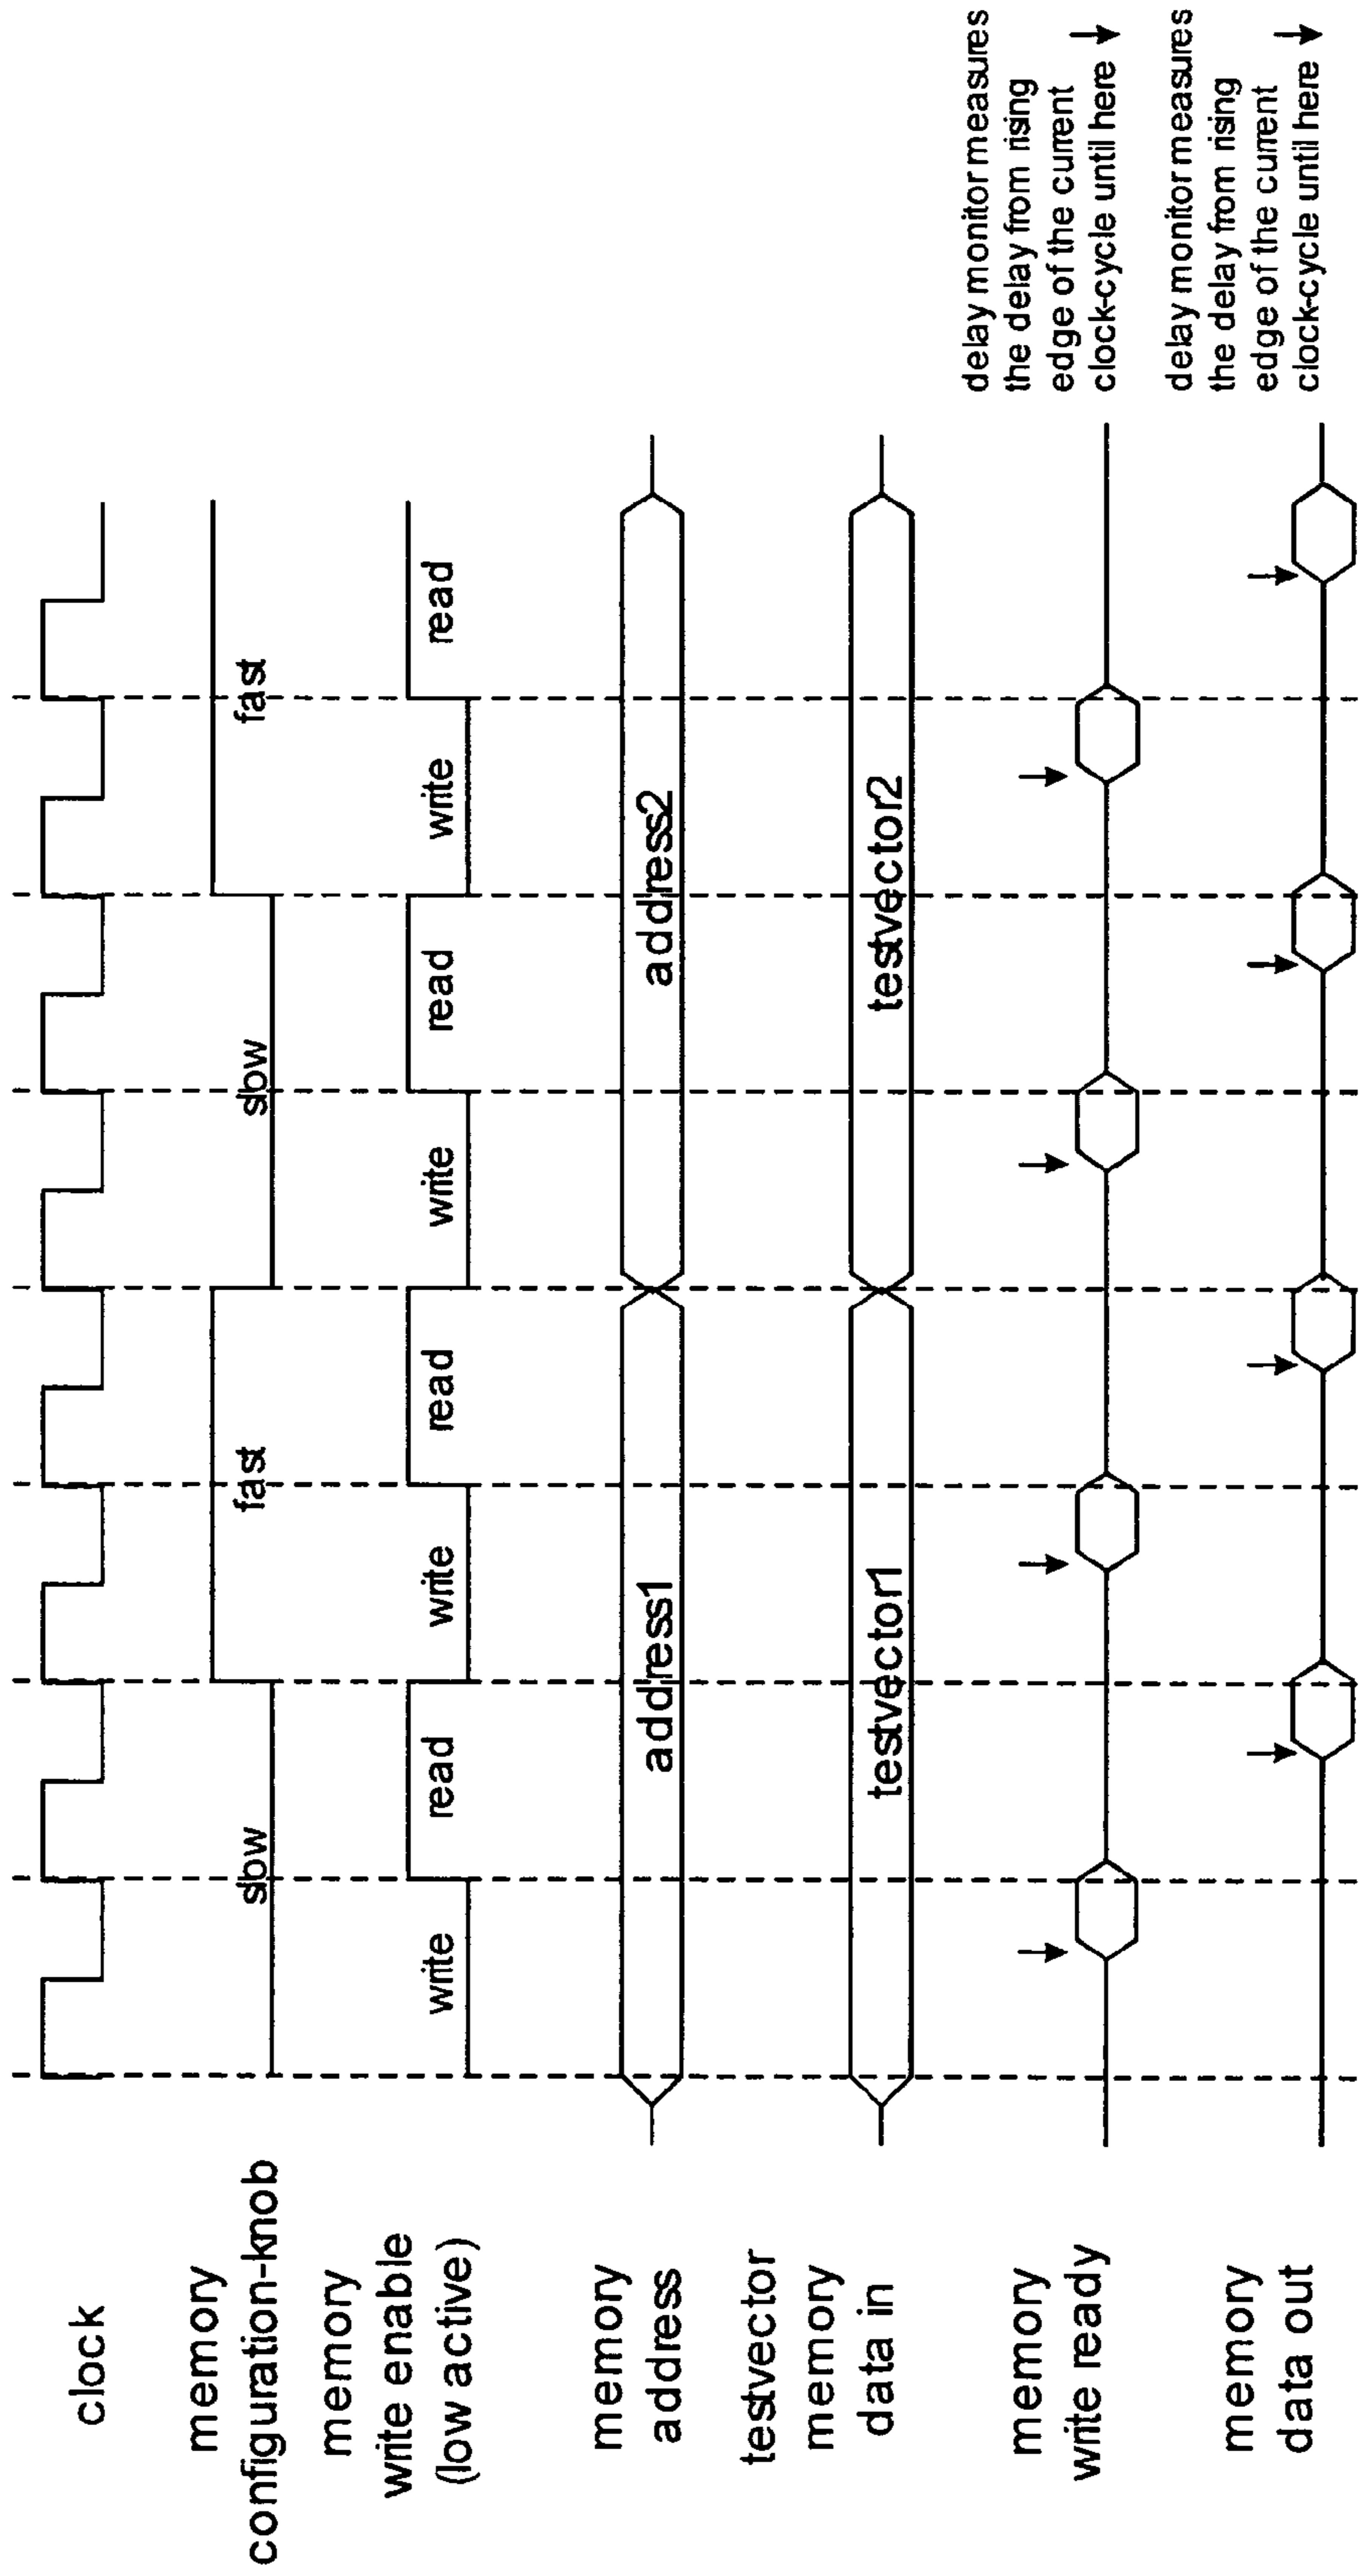 clock
memory
configuration-knob
slow
fast
slow
fast
memory
write enable
(low active)
write
read
write
read
write
read
write
read
memory
address
address1
address2
testvector
memory
data in
testvector1
testvector2
memory
write ready
delay monitor measures
the delay from rising
edge of the current
clock-cycle until here
memory
data out
delay monitor measures
the delay from rising
edge of the current
clock-cycle until here